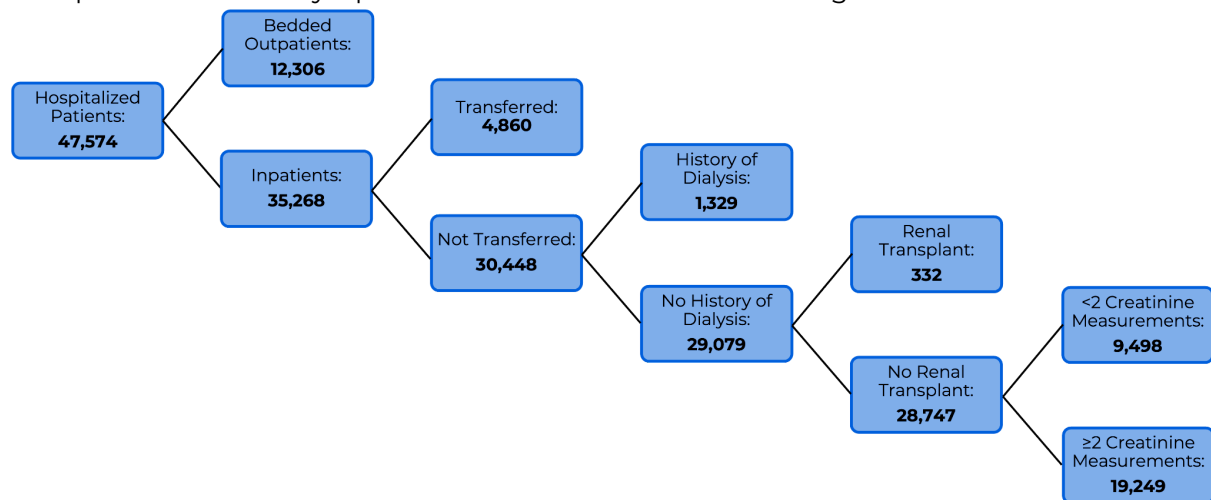 Bedded
Outpatients:
12,306
Hospitalized
Patients:
47,574
Transferred:
4,860
Inpatients:
35,268
History of
Dialysis:
1,329
Not Transferred:
30,448
Renal
Transplant:
332
No History of
Dialysis:
29,079
<2 Creatinine
Measurements:
9,498
No Renal
Transplant:
28,747
≥2 Creatinine
Measurements:
19,249